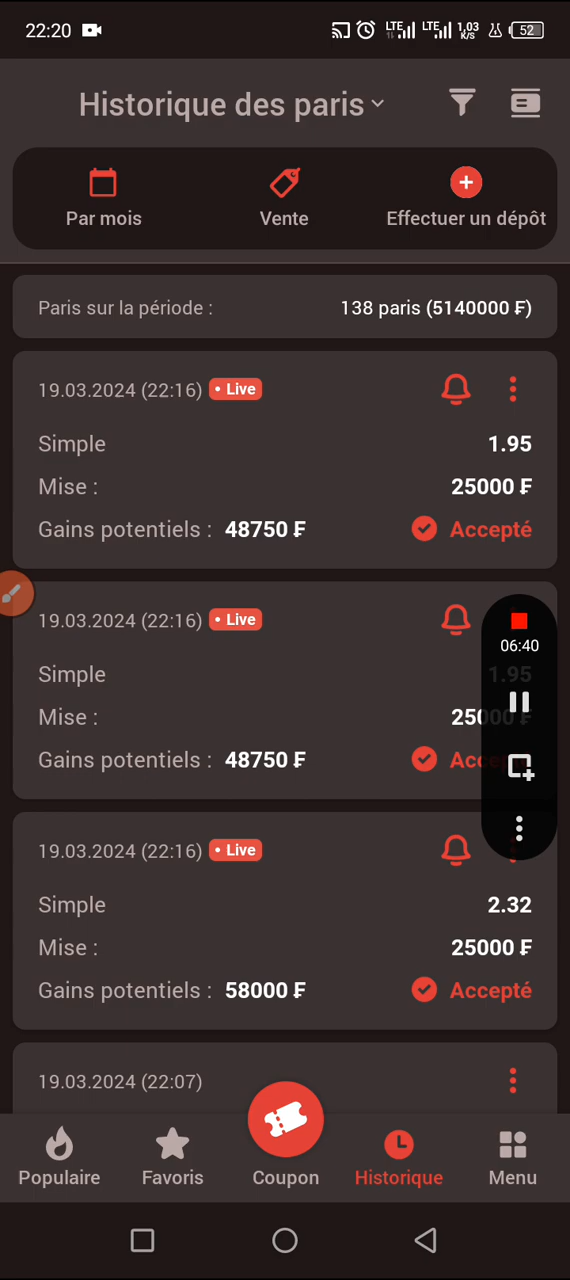 22:20 LTE LTE 1,03 K/S 52
Historique des paris
Par mois Vente Effectuer un dépôt
Paris sur la période : 138 paris (5140000 ₣)
19.03.2024 (22:16) • Live
Simple 1.95
Mise : 25000 ₣
Gains potentiels : 48750 ₣ Accepté
19.03.2024 (22:16) • Live
06:40
Simple 1.95
Mise : 25000 ₣
Gains potentiels : 48750 ₣ Acc
19.03.2024 (22:16) • Live
Simple 2.32
Mise : 25000 ₣
Gains potentiels : 58000 ₣ Accepté
19.03.2024 (22:07)
Populaire Favoris Coupon Historique Menu